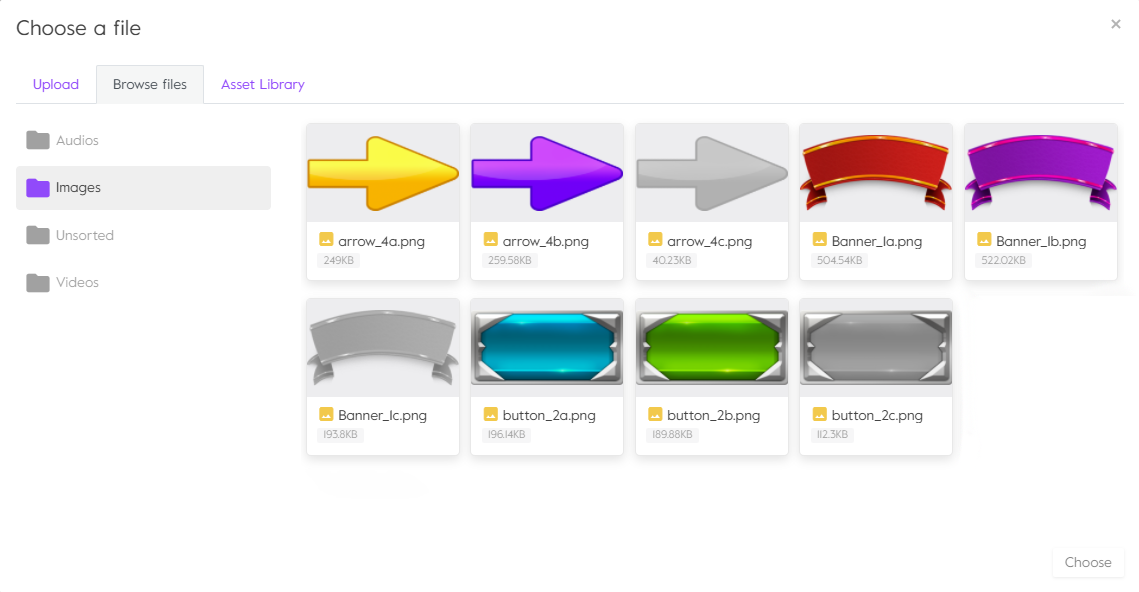 Choose a file
×
Upload
Browse files
Asset Library
Audios
Images
Unsorted
Videos
arrow_4a.png
249KB
arrow_4b.png
259.58KB
arrow_4c.png
40.23KB
Banner_1a.png
504.54KB
Banner_1b.png
522.02KB
Banner_1c.png
193.8KB
button_2a.png
196.14KB
button_2b.png
189.88KB
button_2c.png
112.3KB
Choose